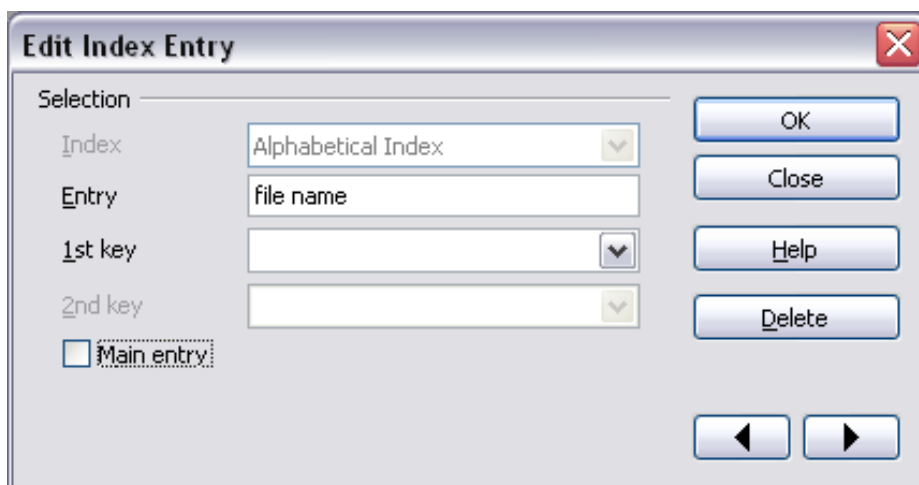 Edit Index Entry
Selection
Index
Alphabetical Index
Entry
file name
1st key
2nd key
Main entry
OK
Close
Help
Delete